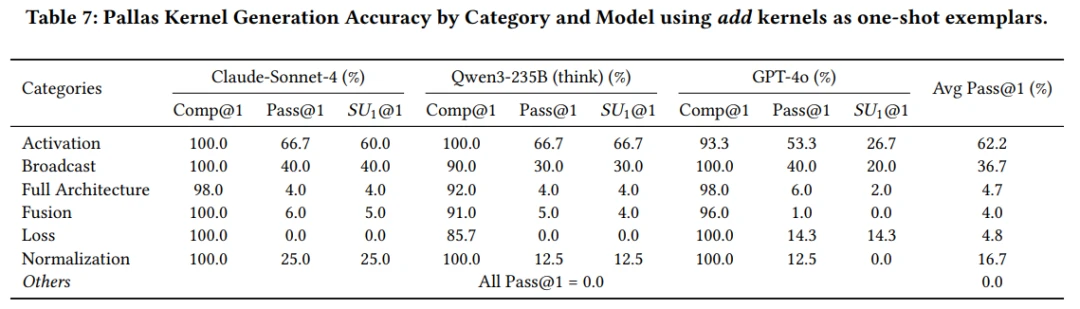 Table 7: Pallas Kernel Generation Accuracy by Category and Model using add kernels as one-shot exemplars.
Categories Claude-Sonnet-4 (%) Qwen3-235B (think) (%) GPT-4o (%) Avg Pass@1 (%)
Comp@1 Pass@1 SU₁@1 Comp@1 Pass@1 SU₁@1 Comp@1 Pass@1 SU₁@1
Activation 100.0 66.7 60.0 100.0 66.7 66.7 93.3 53.3 26.7 62.2
Broadcast 100.0 40.0 40.0 90.0 30.0 30.0 100.0 40.0 20.0 36.7
Full Architecture 98.0 4.0 4.0 92.0 4.0 4.0 98.0 6.0 2.0 4.7
Fusion 100.0 6.0 5.0 91.0 5.0 4.0 96.0 1.0 0.0 4.0
Loss 100.0 0.0 0.0 85.7 0.0 0.0 100.0 14.3 14.3 4.8
Normalization 100.0 25.0 25.0 100.0 12.5 12.5 100.0 12.5 0.0 16.7
Others All Pass@1 = 0.0 0.0